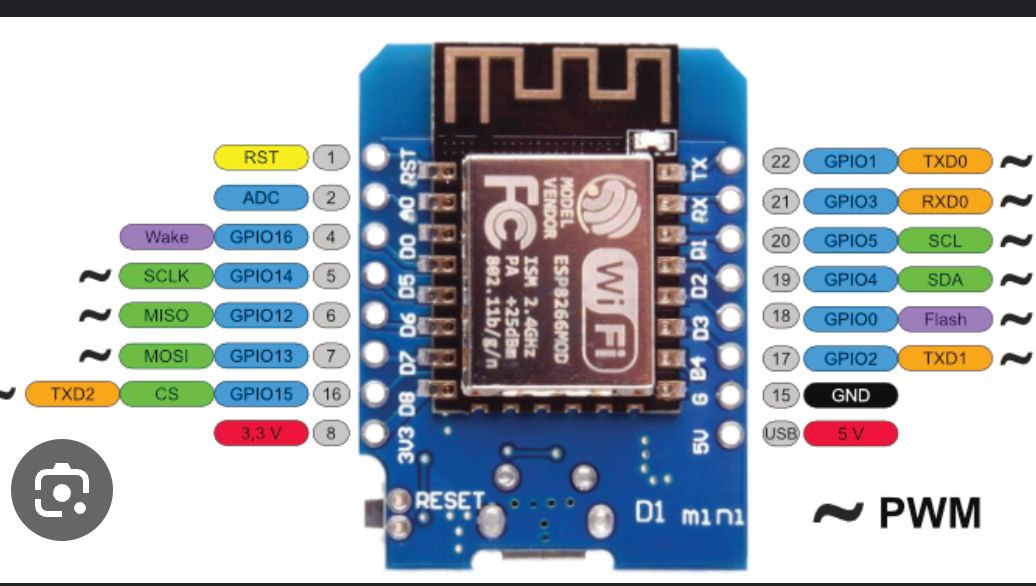 RST 1
ADC 2
Wake GPIO16 4
~ SCLK GPIO14 5
~ MISO GPIO12 6
~ MOSI GPIO13 7
~ TXD2 CS GPIO15 16
3,3 V 8
RST
A0
D0
D5
D6
D7
D8
3V3
MODEL
VENDOR
ESP8266MOD
ISM 2.4GHz
PA +25dBm
802.11b/g/n
FC
Wi Fi
TX
RX
D1
D2
D3
D4
G
5V
RESET
D1 mini
22 GPIO1 TXD0 ~
21 GPIO3 RXD0 ~
20 GPIO5 SCL ~
19 GPIO4 SDA ~
18 GPIO0 Flash ~
17 GPIO2 TXD1 ~
15 GND
USB 5 V
~ PWM